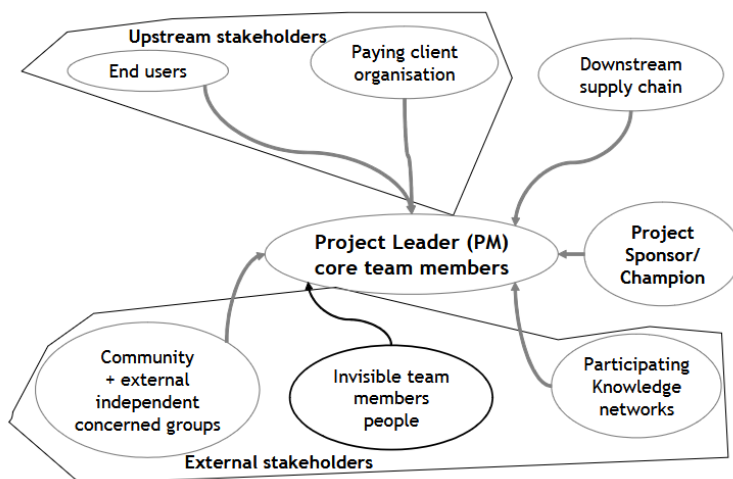 Upstream stakeholders
End users
Paying client
organisation
Downstream
supply chain
Project Leader (PM)
core team members
Project
Sponsor/
Champion
Community
+ external
independent
concerned groups
Invisible team
members
people
Participating
Knowledge
networks
External stakeholders